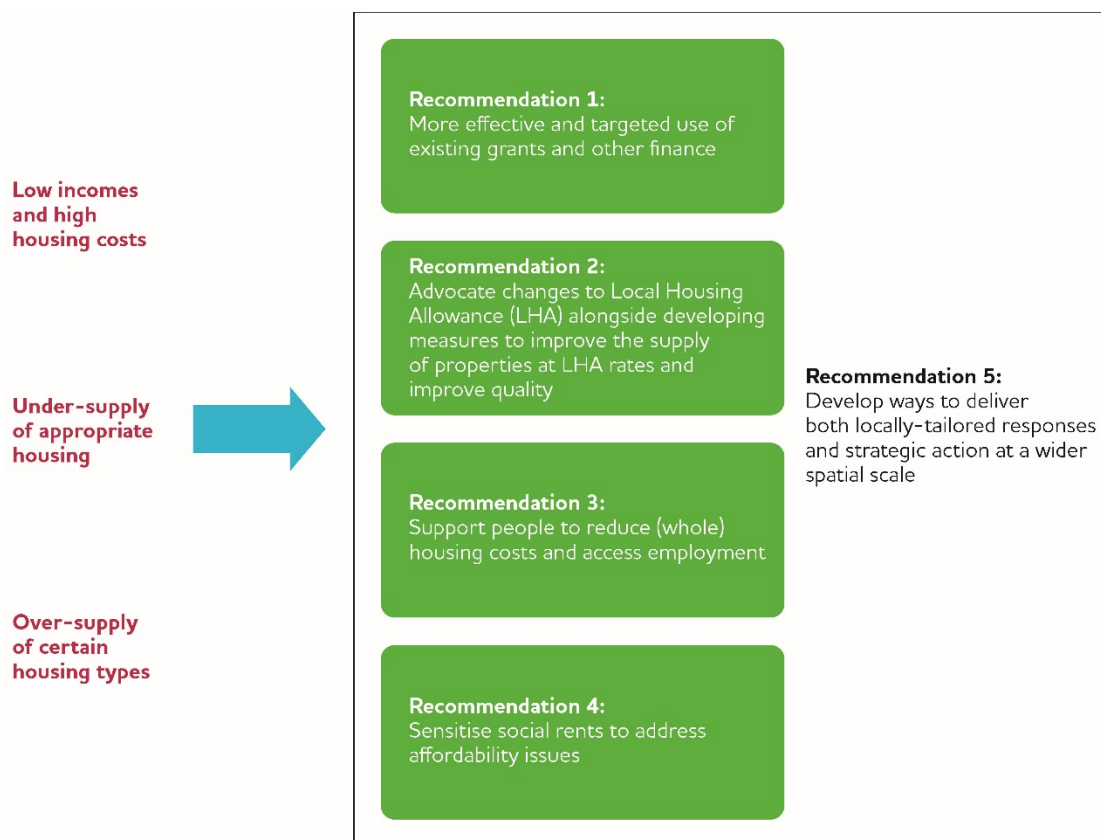 Low incomes
and high
housing costs
Under-supply
of appropriate
housing
Over-supply
of certain
housing types
Recommendation 1:
More effective and targeted use of
existing grants and other finance
Recommendation 2:
Advocate changes to Local Housing
Allowance (LHA) alongside developing
measures to improve the supply
of properties at LHA rates and
improve quality
Recommendation 3:
Support people to reduce (whole)
housing costs and access employment
Recommendation 4:
Sensitise social rents to address
affordability issues
Recommendation 5:
Develop ways to deliver
both locally-tailored responses
and strategic action at a wider
spatial scale